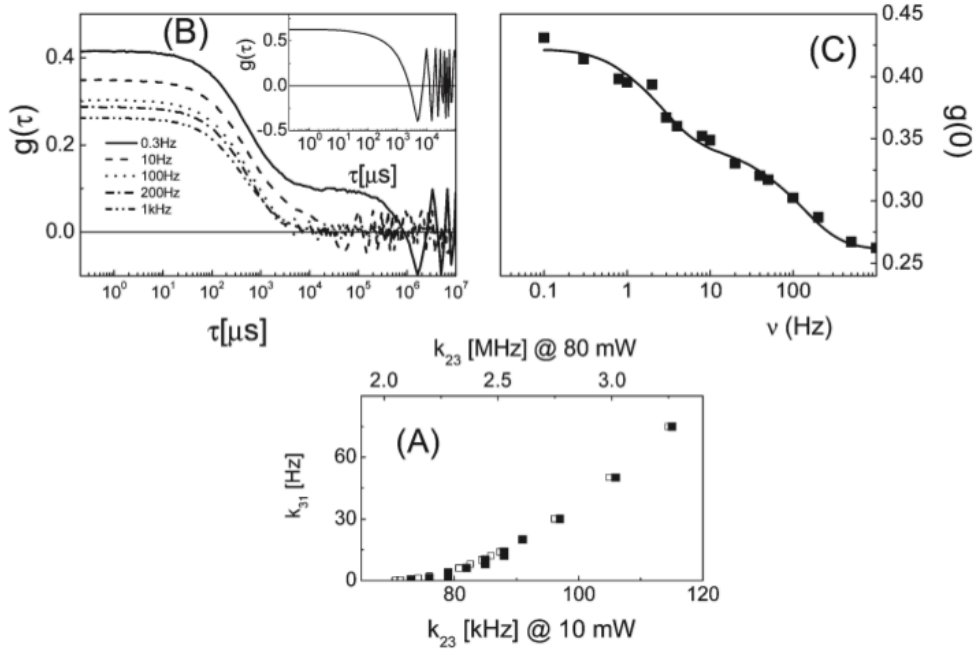 (B)
g(τ)
0.4
0.2
0.0
0.3Hz
10Hz
100Hz
200Hz
1kHz
10⁰ 10¹ 10² 10³ 10⁴ 10⁵ 10⁶ 10⁷
τ[µs]
g(τ)
0.5
0.0
-0.5
10⁰ 10² 10⁴
τ[µs]
(C)
0.45
0.40
0.35
0.30
0.25
g(0)
0.1 1 10 100
ν (Hz)
k₂₃ [MHz] @ 80 mW
2.0 2.5 3.0
(A)
k₃₁ [Hz]
60
30
0
80 100 120
k₂₃ [kHz] @ 10 mW